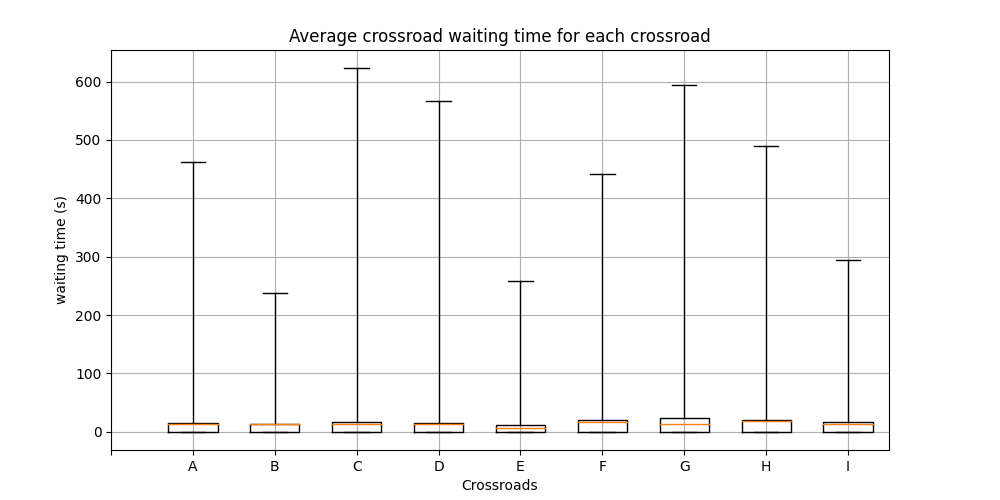 Average crossroad waiting time for each crossroad
600
500
400
300
200
100
0
waiting time (s)
A B C D E F G H I
Crossroads